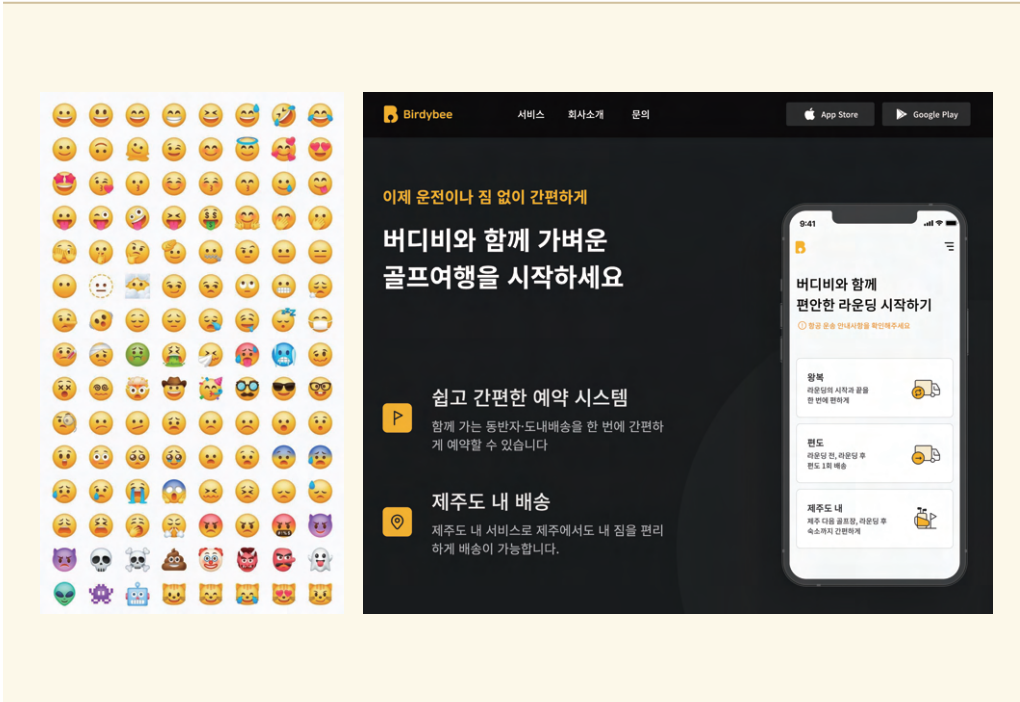 Birdybee
서비스
회사소개
문의
App Store
Google Play
이제 운전이나 짐 없이 간편하게
버디비와 함께 가벼운
골프여행을 시작하세요
쉽고 간편한 예약 시스템
함께 가는 동반자·도내배송을 한 번에 간편하
게 예약할 수 있습니다
제주도 내 배송
제주도 내 서비스로 제주에서도 내 짐을 편리
하게 배송이 가능합니다.
9:41
버디비와 함께
편안한 라운딩 시작하기
항공 운송 안내사항을 확인해주세요
왕복
라운딩의 시작과 끝을
한 번에 편하게
편도
라운딩 전, 라운딩 후
편도 1회 배송
제주도 내
제주 다음 골프장, 라운딩 후
숙소까지 간편하게